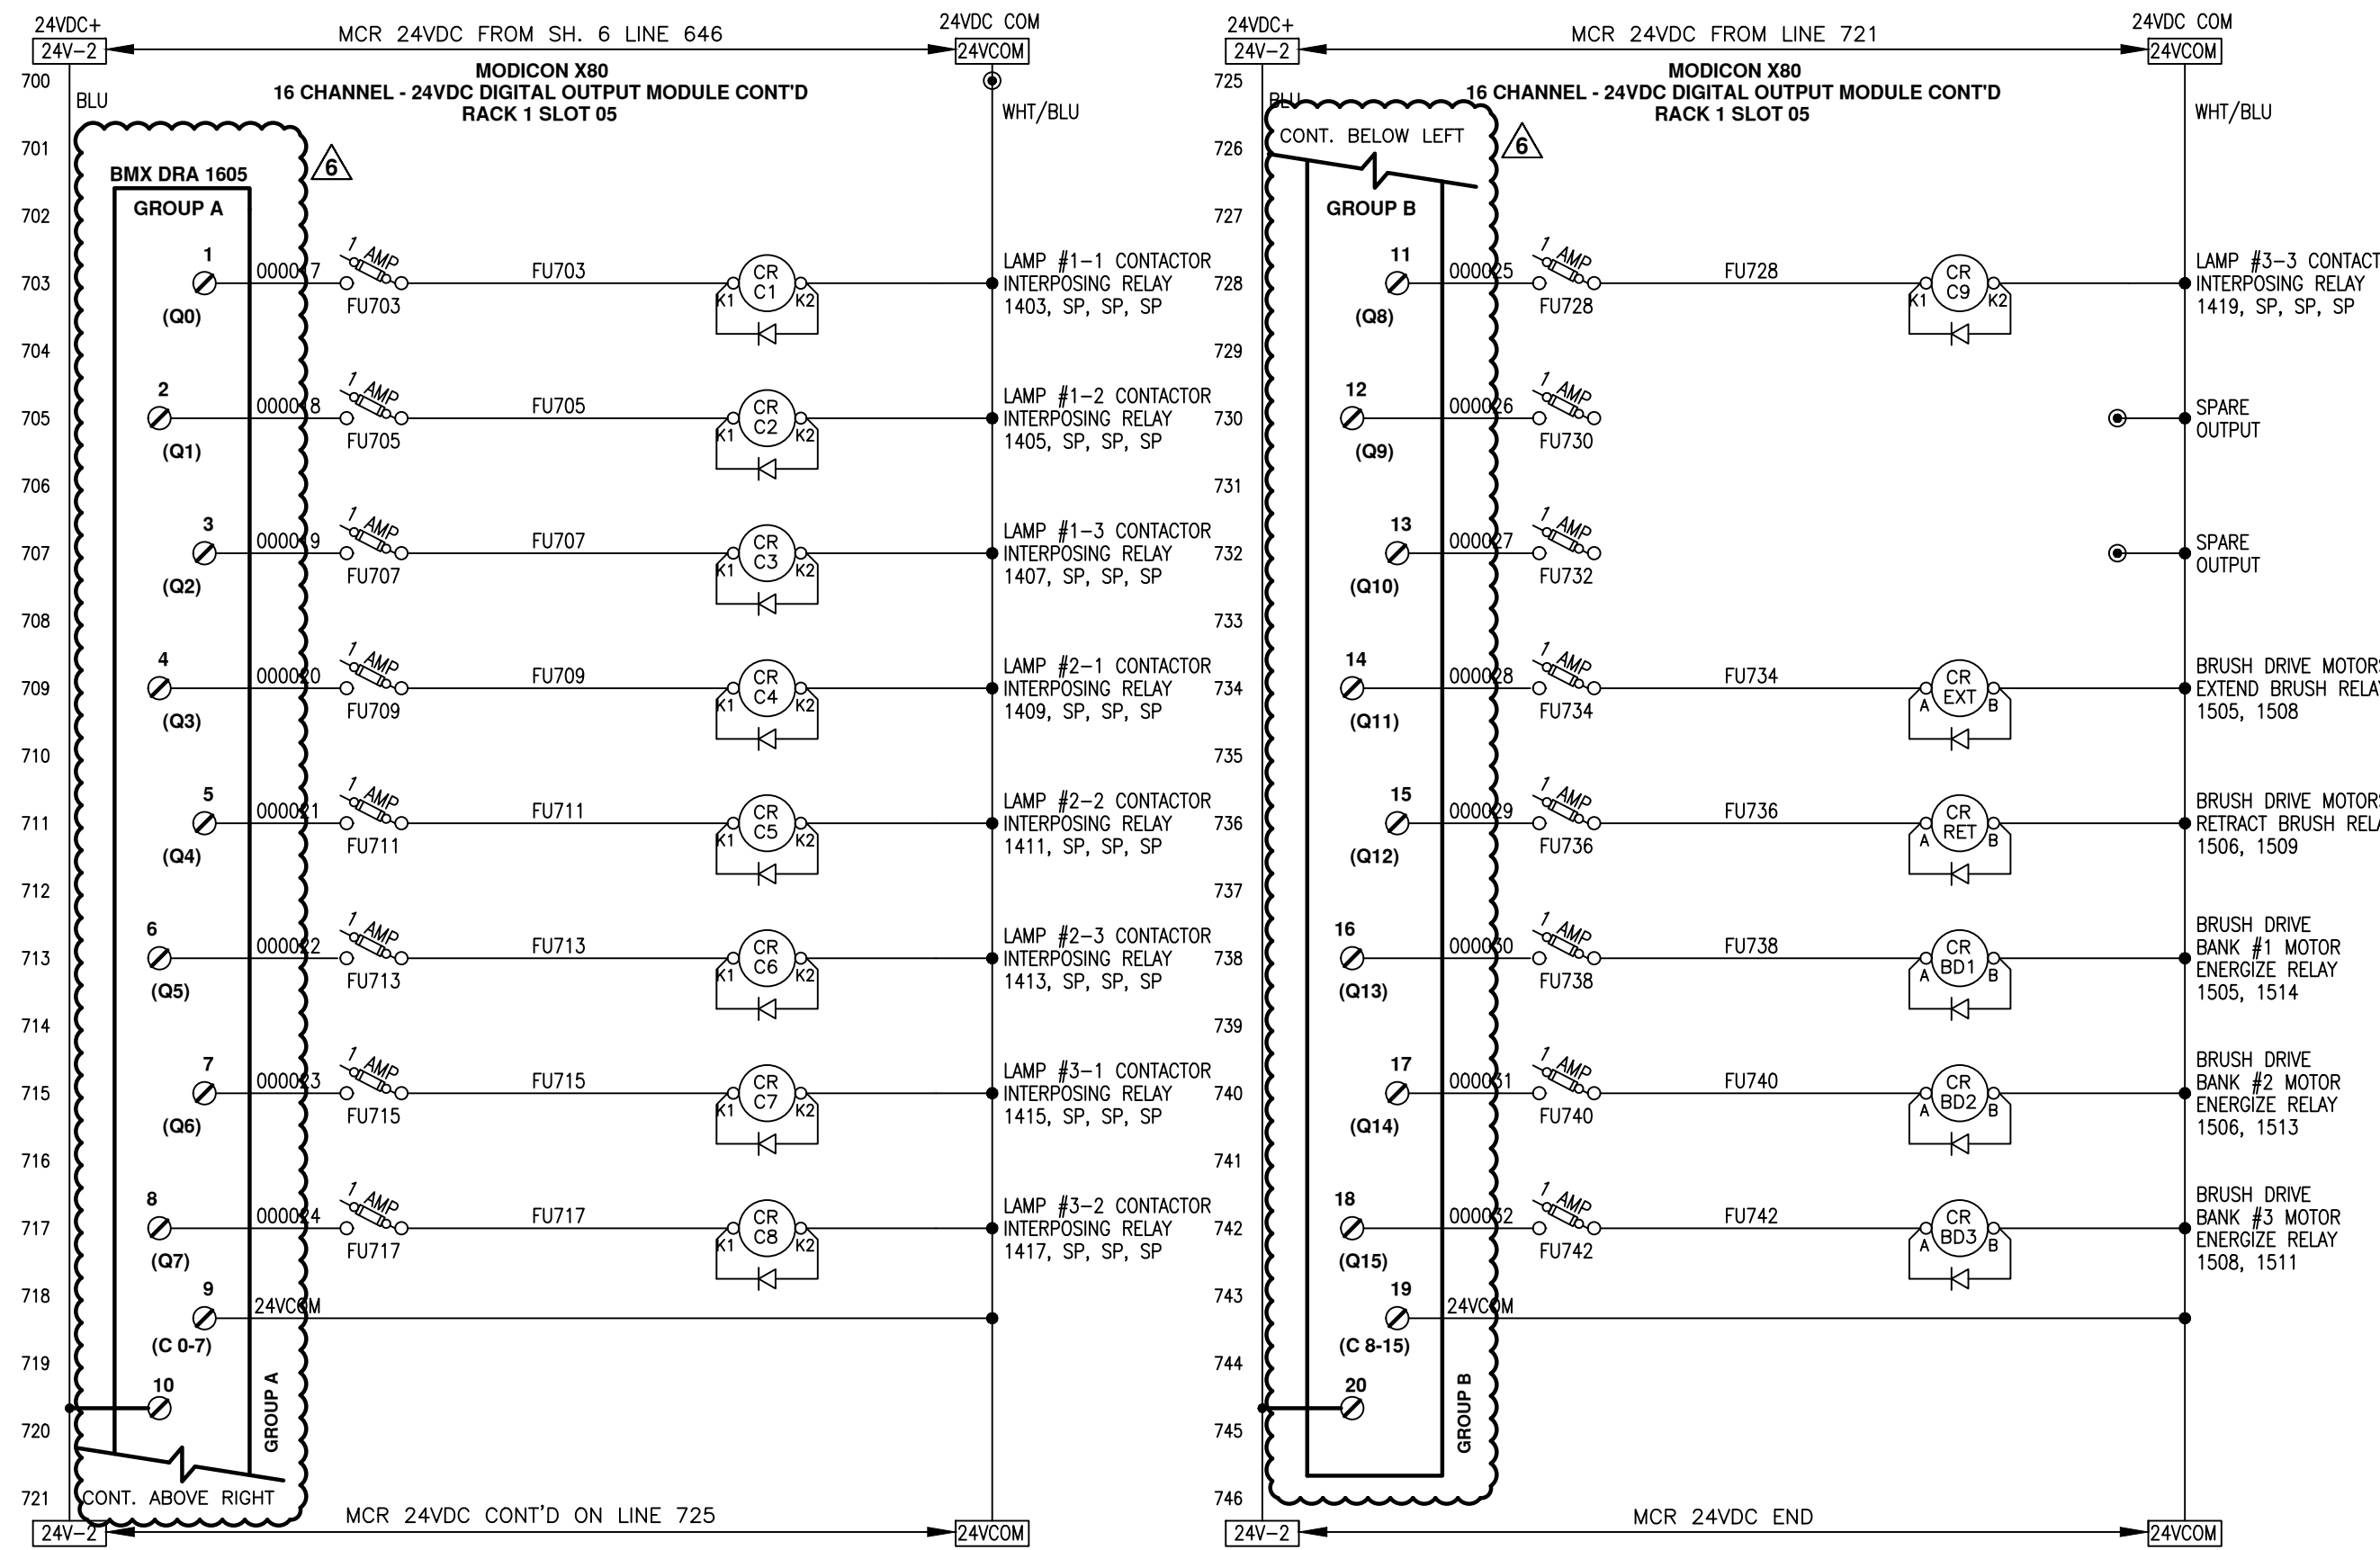 24VDC+
24V-2
MCR 24VDC FROM SH. 6 LINE 646
24VDC COM
24VCOM
MODICON X80
16 CHANNEL - 24VDC DIGITAL OUTPUT MODULE CONT'D
RACK 1 SLOT 05
700
BLU
WHT/BLU
701
6
BMX DRA 1605
702
GROUP A
1
703
000017
1 AMP
FU703
FU703
CR
C1
K1
K2
LAMP #1-1 CONTACTOR
INTERPOSING RELAY
1403, SP, SP, SP
(Q0)
704
2
705
000018
1 AMP
FU705
FU705
CR
C2
K1
K2
LAMP #1-2 CONTACTOR
INTERPOSING RELAY
1405, SP, SP, SP
(Q1)
706
3
707
000019
1 AMP
FU707
FU707
CR
C3
K1
K2
LAMP #1-3 CONTACTOR
INTERPOSING RELAY
1407, SP, SP, SP
(Q2)
708
4
709
000020
1 AMP
FU709
FU709
CR
C4
K1
K2
LAMP #2-1 CONTACTOR
INTERPOSING RELAY
1409, SP, SP, SP
(Q3)
710
5
711
000021
1 AMP
FU711
FU711
CR
C5
K1
K2
LAMP #2-2 CONTACTOR
INTERPOSING RELAY
1411, SP, SP, SP
(Q4)
712
6
713
000022
1 AMP
FU713
FU713
CR
C6
K1
K2
LAMP #2-3 CONTACTOR
INTERPOSING RELAY
1413, SP, SP, SP
(Q5)
714
7
715
000023
1 AMP
FU715
FU715
CR
C7
K1
K2
LAMP #3-1 CONTACTOR
INTERPOSING RELAY
1415, SP, SP, SP
(Q6)
716
8
717
000024
1 AMP
FU717
FU717
CR
C8
K1
K2
LAMP #3-2 CONTACTOR
INTERPOSING RELAY
1417, SP, SP, SP
(Q7)
718
9
24VCOM
(C 0-7)
719
10
GROUP A
720
721
CONT. ABOVE RIGHT
24V-2
MCR 24VDC CONT'D ON LINE 725
24VCOM
24VDC+
24V-2
MCR 24VDC FROM LINE 721
24VDC COM
24VCOM
MODICON X80
16 CHANNEL - 24VDC DIGITAL OUTPUT MODULE CONT'D
RACK 1 SLOT 05
725
BLU
WHT/BLU
CONT. BELOW LEFT
726
6
727
GROUP B
11
728
000025
1 AMP
FU728
FU728
CR
C9
K1
K2
LAMP #3-3 CONTACT
INTERPOSING RELAY
1419, SP, SP, SP
(Q8)
729
12
730
000026
1 AMP
FU730
SPARE
OUTPUT
(Q9)
731
13
732
000027
1 AMP
FU732
SPARE
OUTPUT
(Q10)
733
14
734
000028
1 AMP
FU734
FU734
CR
EXT
A
B
BRUSH DRIVE MOTORS
EXTEND BRUSH RELAY
1505, 1508
(Q11)
735
15
736
000029
1 AMP
FU736
FU736
CR
RET
A
B
BRUSH DRIVE MOTORS
RETRACT BRUSH RELA
1506, 1509
(Q12)
737
16
738
000030
1 AMP
FU738
FU738
CR
BD1
A
B
BRUSH DRIVE
BANK #1 MOTOR
ENERGIZE RELAY
1505, 1514
(Q13)
739
17
740
000031
1 AMP
FU740
FU740
CR
BD2
A
B
BRUSH DRIVE
BANK #2 MOTOR
ENERGIZE RELAY
1506, 1513
(Q14)
741
18
742
000032
1 AMP
FU742
FU742
CR
BD3
A
B
BRUSH DRIVE
BANK #3 MOTOR
ENERGIZE RELAY
1508, 1511
(Q15)
743
19
24VCOM
(C 8-15)
744
20
GROUP B
745
746
24V-2
MCR 24VDC END
24VCOM